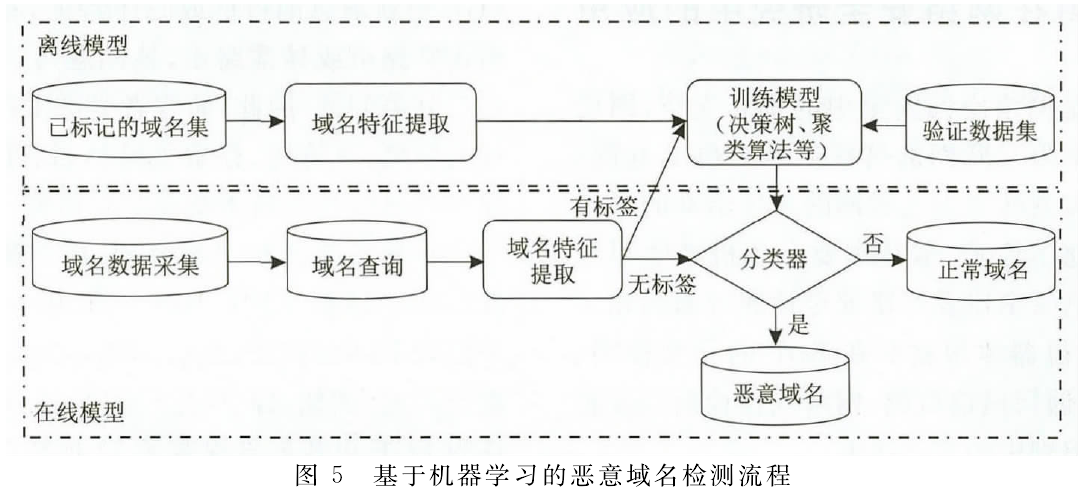 离线模型
已标记的域名集
域名特征提取
训练模型
（决策树、聚
类算法等）
验证数据集
有标签
域名数据采集
域名查询
域名特征
提取
无标签
分类器
否
正常域名
是
恶意域名
在线模型
图 5 基于机器学习的恶意域名检测流程